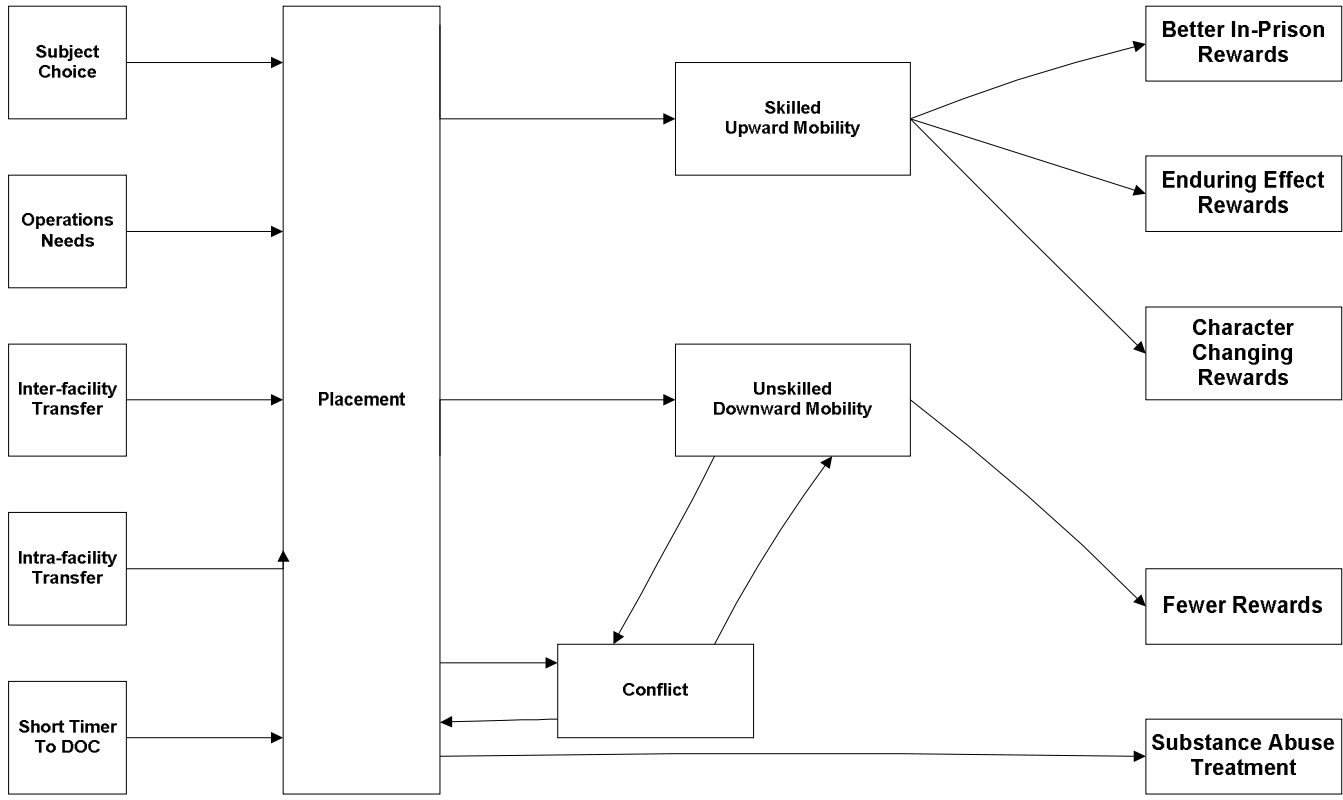 Subject
Choice
Operations
Needs
Inter-facility
Transfer
Intra-facility
Transfer
Short Timer
To DOC
Placement
Skilled
Upward Mobility
Unskilled
Downward Mobility
Conflict
Better In-Prison
Rewards
Enduring Effect
Rewards
Character
Changing
Rewards
Fewer Rewards
Substance Abuse
Treatment